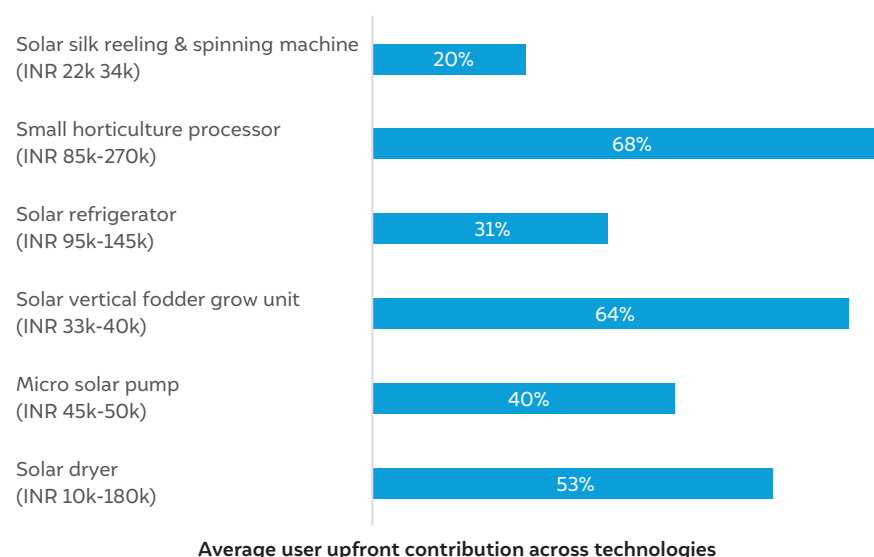 Solar silk reeling & spinning machine
(INR 22k 34k)
20%
Small horticulture processor
(INR 85k-270k)
68%
Solar refrigerator
(INR 95k-145k)
31%
Solar vertical fodder grow unit
(INR 33k-40k)
64%
Micro solar pump
(INR 45k-50k)
40%
Solar dryer
(INR 10k-180k)
53%
Average user upfront contribution across technologies